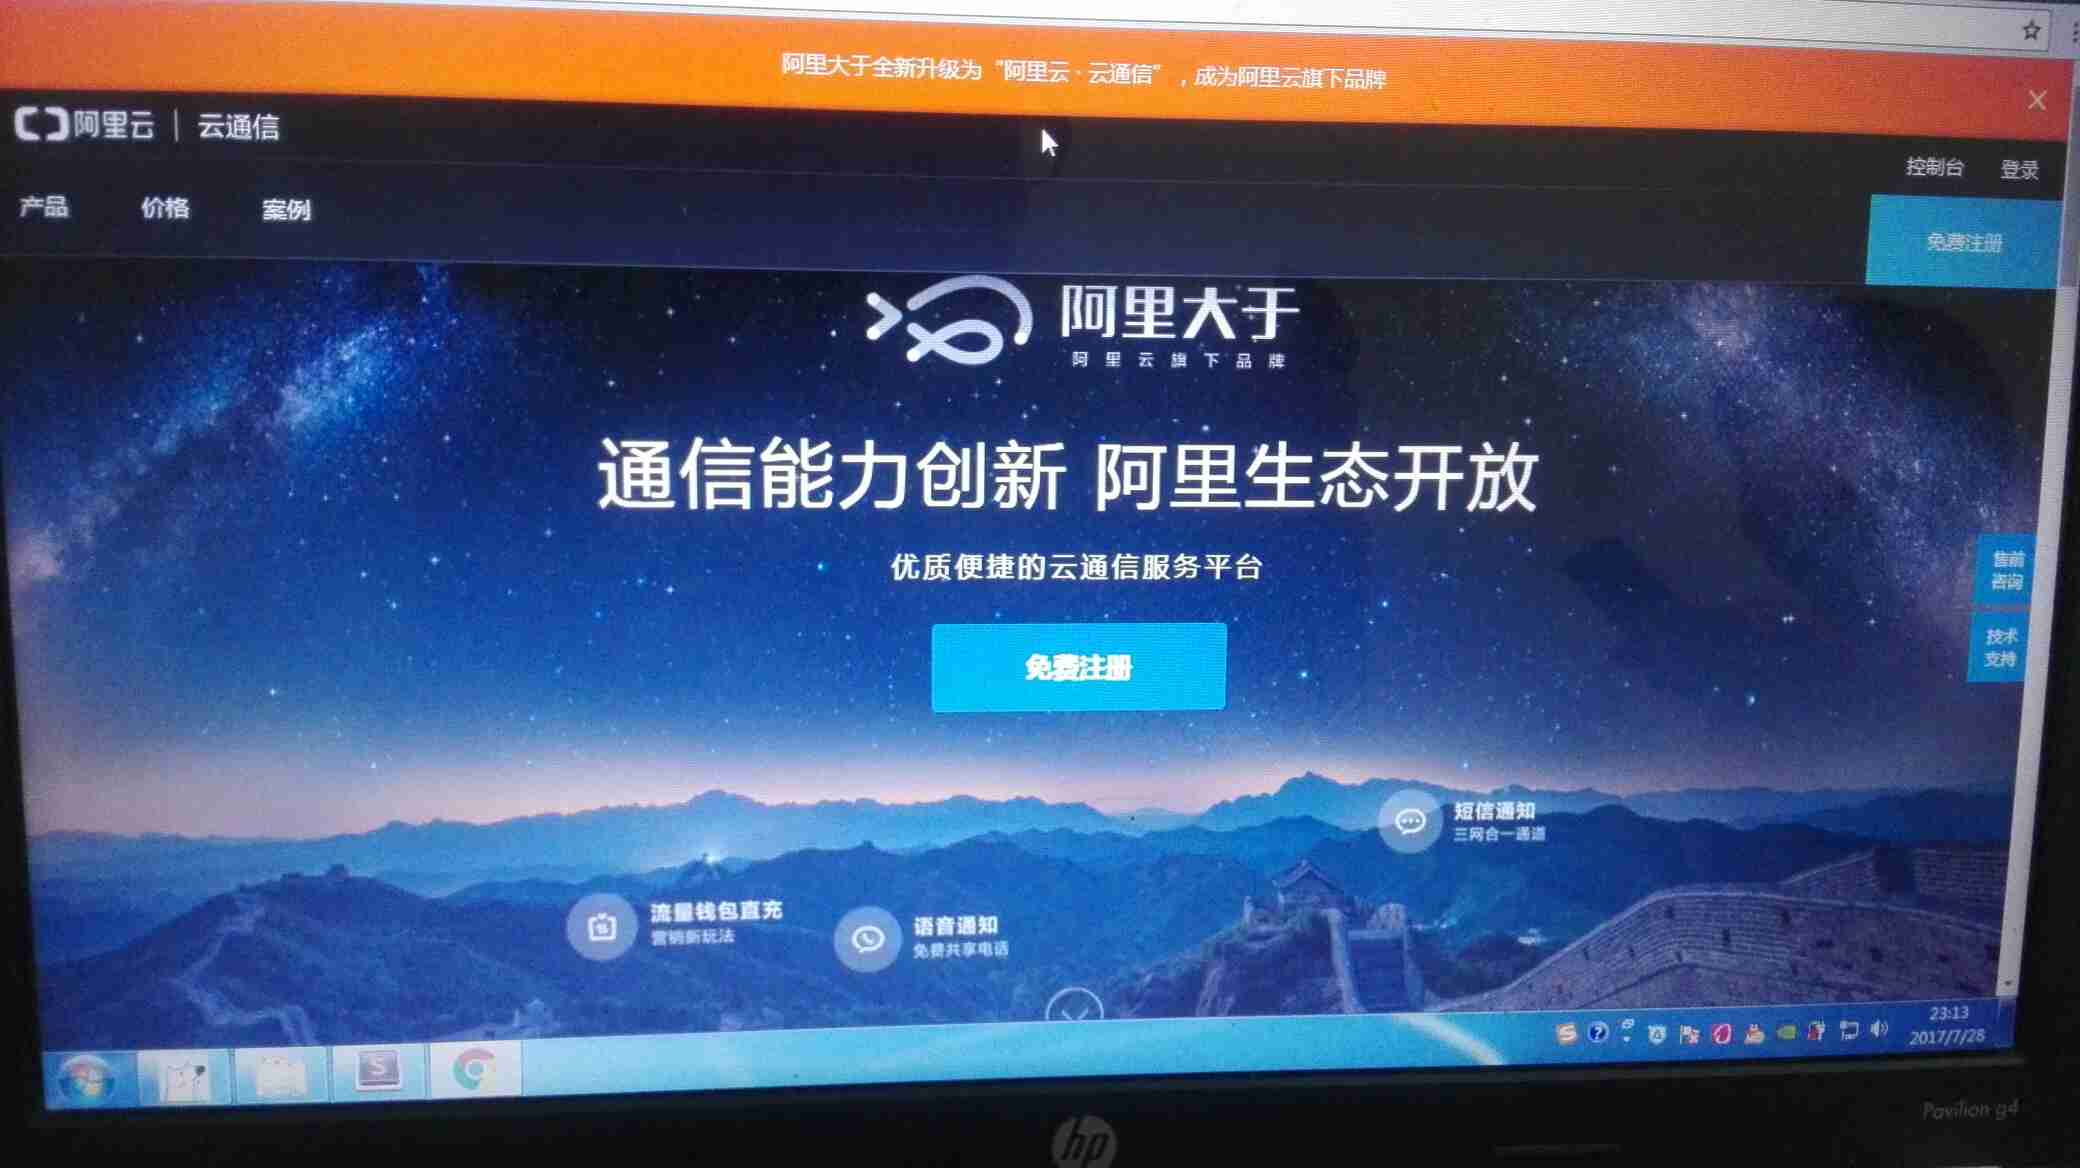 阿里大于全新升级为“阿里云·云通信”，成为阿里云旗下品牌
阿里云 | 云通信
控制台 登录
产品 价格 案例
免费注册
阿里大于
阿里云旗下品牌
通信能力创新 阿里生态开放
优质便捷的云通信服务平台
售前
咨询
免费注册
技术
支持
短信通知
三网合一通道
流量钱包直充
营销新玩法
语音通知
免费共享电话
23:13
2017/7/28
Pavilion g4
hp